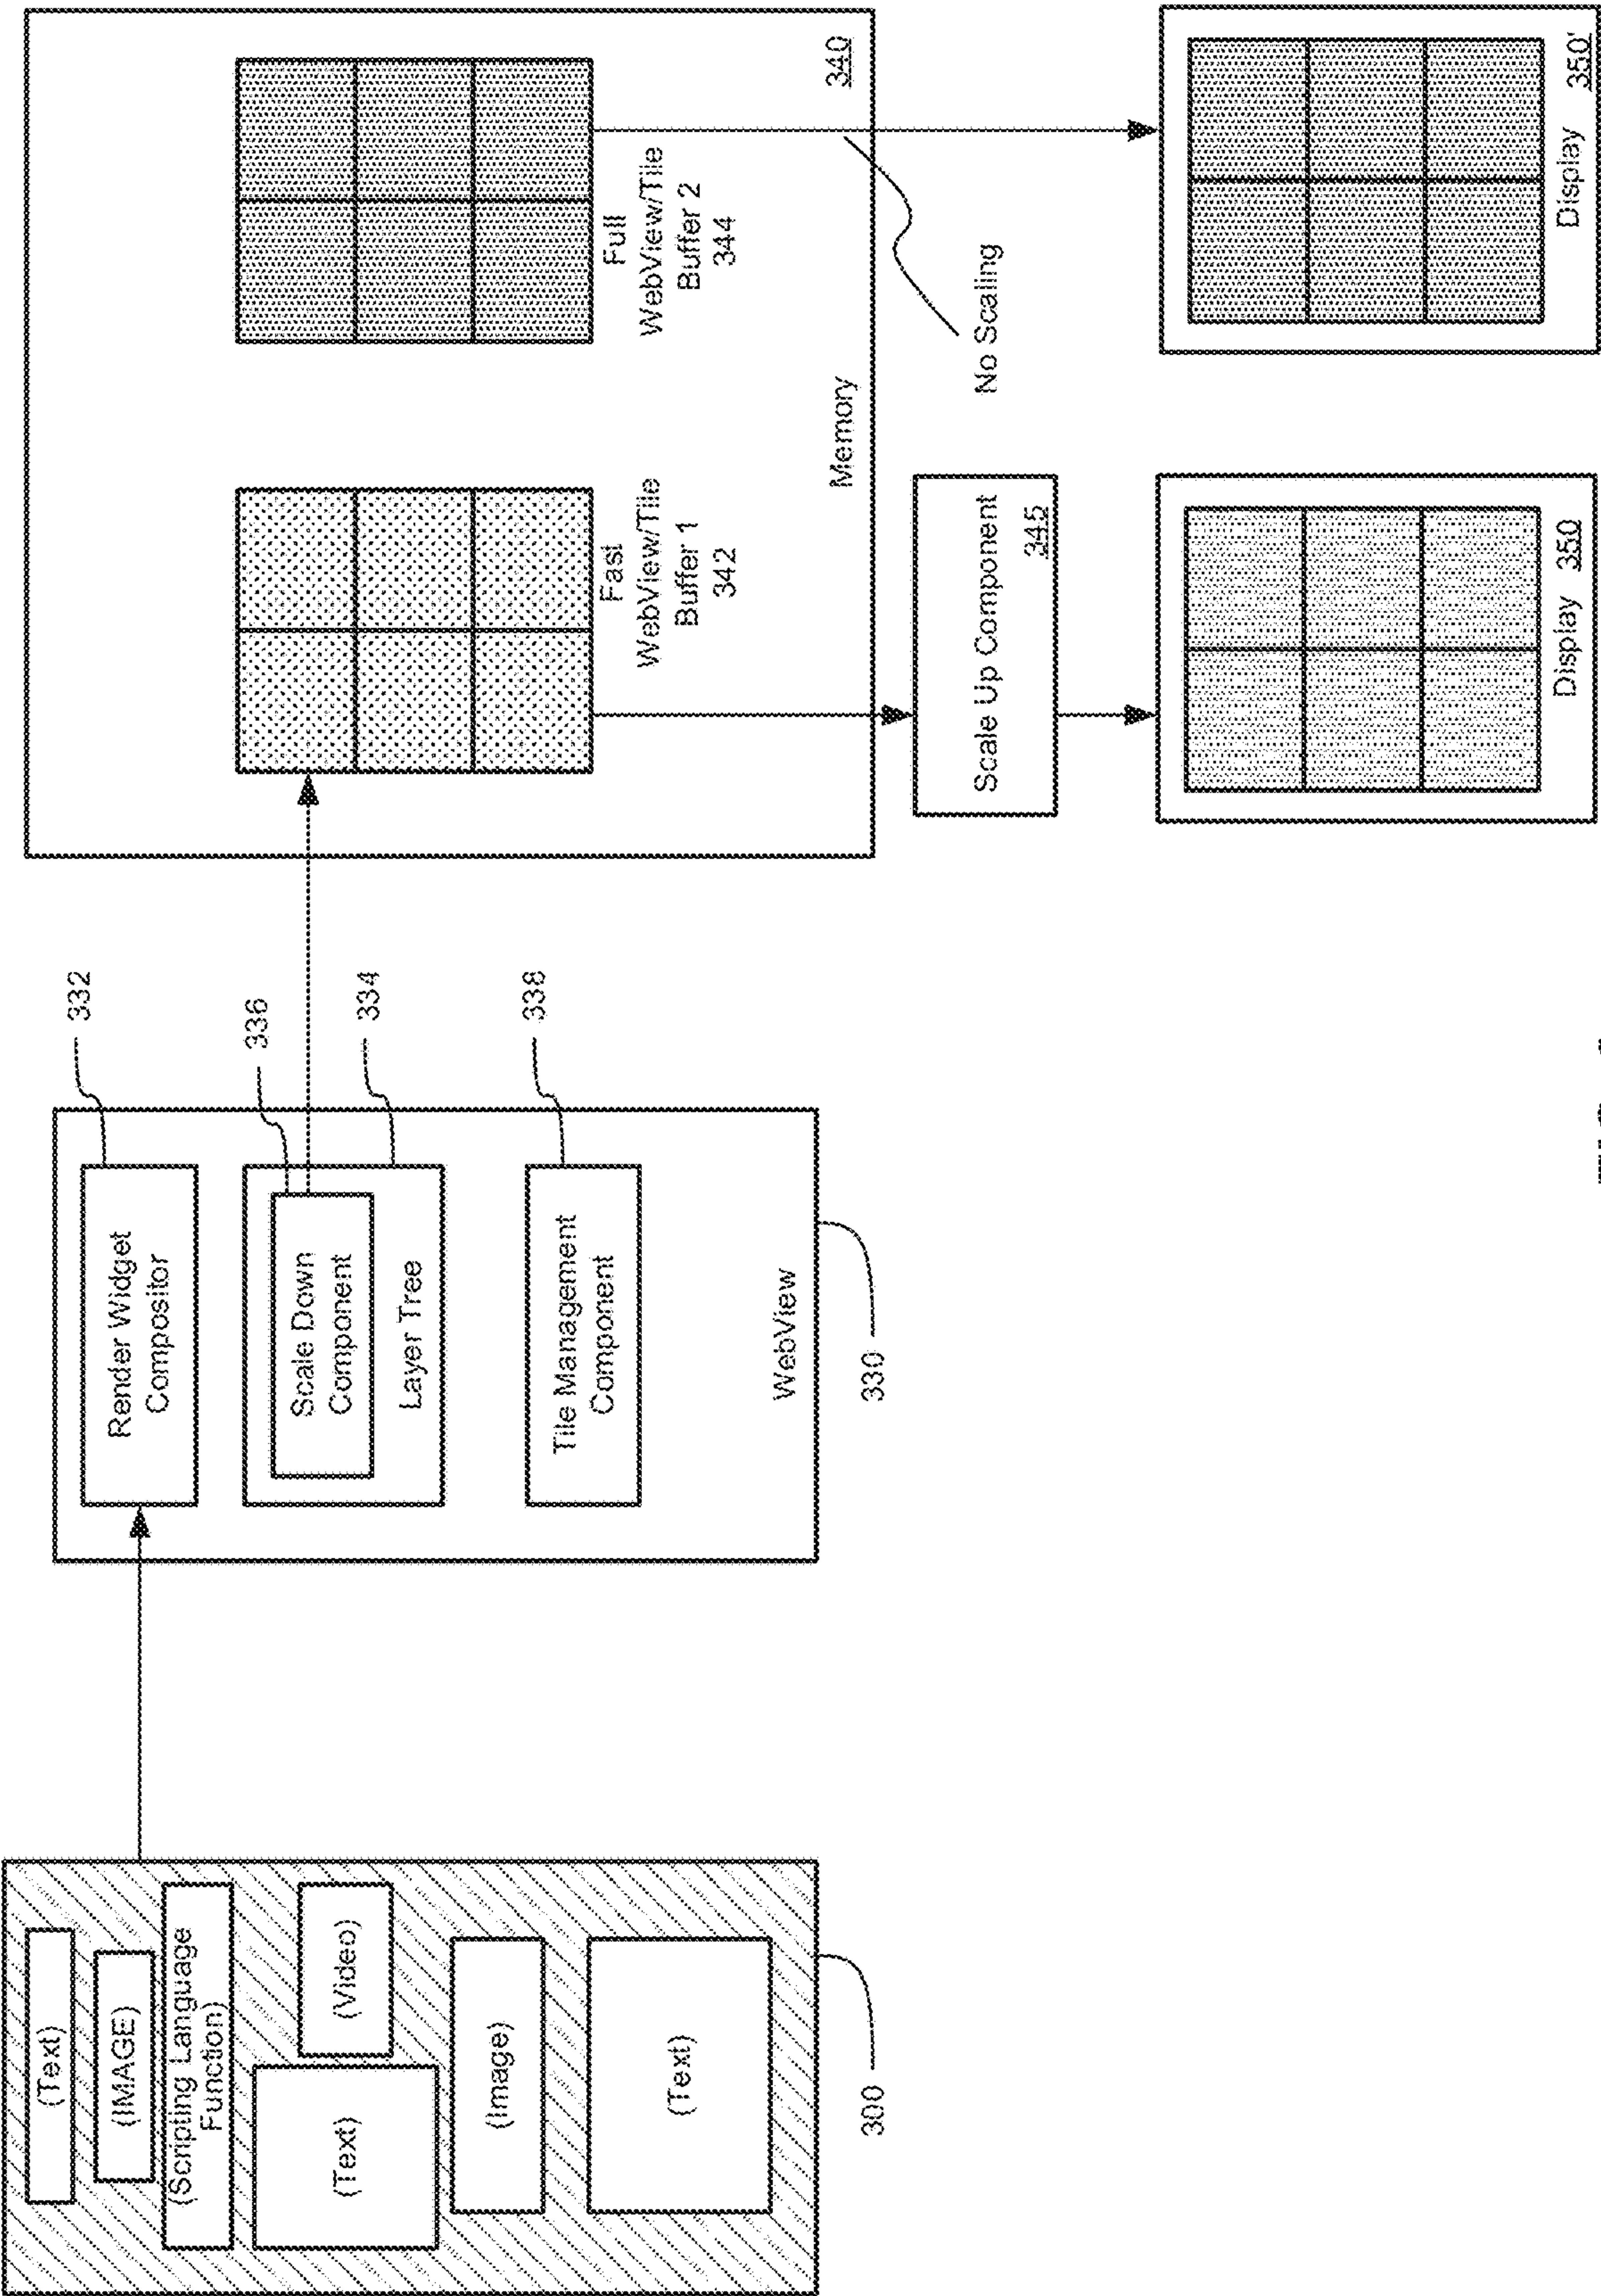 (Text)
(IMAGE)
(Scripting Language
Function)
(Text)
(Video)
(Image)
(Text)
300
Render Widget
Compositor
332
Scale Down
Component
336
Layer Tree
334
Tile Management
Component
338
WebView
330
Fast
WebView/Tile
Buffer 1
342
Full
WebView/Tile
Buffer 2
344
Memory
340
Scale Up Component
345
No Scaling
Display 350
Display 350'